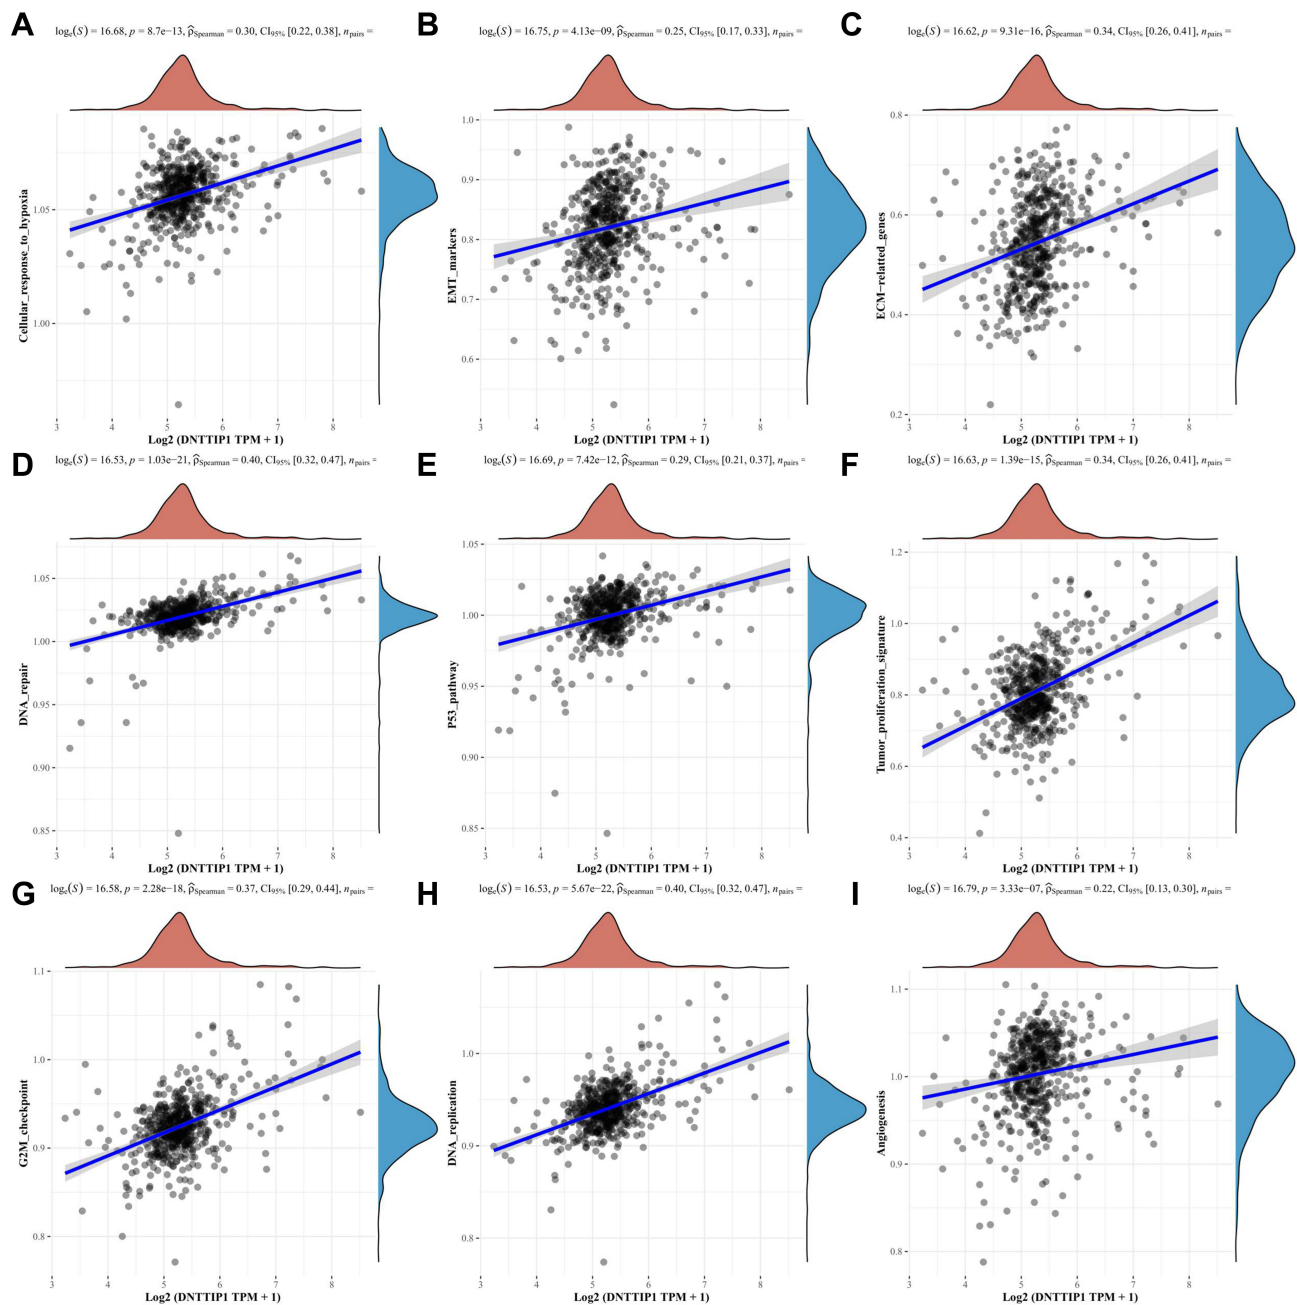 A
logₑ(S) = 16.68, p = 8.7e−13, ρ̂Spearman = 0.30, CI95% [0.22, 0.38], npairs =
Cellular_response_to_hypoxia
1.05
1.00
3 4 5 6 7 8
Log2 (DNTTIP1 TPM + 1)
B
logₑ(S) = 16.75, p = 4.13e−09, ρ̂Spearman = 0.25, CI95% [0.17, 0.33], npairs =
EMT_markers
1.0
0.9
0.8
0.7
0.6
3 4 5 6 7 8
Log2 (DNTTIP1 TPM + 1)
C
logₑ(S) = 16.62, p = 9.31e−16, ρ̂Spearman = 0.34, CI95% [0.26, 0.41], npairs =
ECM−relatted_genes
0.8
0.6
0.4
0.2
3 4 5 6 7 8
Log2 (DNTTIP1 TPM + 1)
D
logₑ(S) = 16.53, p = 1.03e−21, ρ̂Spearman = 0.40, CI95% [0.32, 0.47], npairs =
DNA_repair
1.05
1.00
0.95
0.90
0.85
3 4 5 6 7 8
Log2 (DNTTIP1 TPM + 1)
E
logₑ(S) = 16.69, p = 7.42e−12, ρ̂Spearman = 0.29, CI95% [0.21, 0.37], npairs =
P53_pathway
1.05
1.00
0.95
0.90
0.85
3 4 5 6 7 8
Log2 (DNTTIP1 TPM + 1)
F
logₑ(S) = 16.63, p = 1.39e−15, ρ̂Spearman = 0.34, CI95% [0.26, 0.41], npairs =
Tumor_proliferation_signature
1.2
1.0
0.8
0.6
0.4
3 4 5 6 7 8
Log2 (DNTTIP1 TPM + 1)
G
logₑ(S) = 16.58, p = 2.28e−18, ρ̂Spearman = 0.37, CI95% [0.29, 0.44], npairs =
G2M_checkpoint
1.1
1.0
0.9
0.8
3 4 5 6 7 8
Log2 (DNTTIP1 TPM + 1)
H
logₑ(S) = 16.53, p = 5.67e−22, ρ̂Spearman = 0.40, CI95% [0.32, 0.47], npairs =
DNA_replication
1.0
0.9
0.8
3 4 5 6 7 8
Log2 (DNTTIP1 TPM + 1)
I
logₑ(S) = 16.79, p = 3.33e−07, ρ̂Spearman = 0.22, CI95% [0.13, 0.30], npairs =
Angiogenesis
1.1
1.0
0.9
0.8
3 4 5 6 7 8
Log2 (DNTTIP1 TPM + 1)